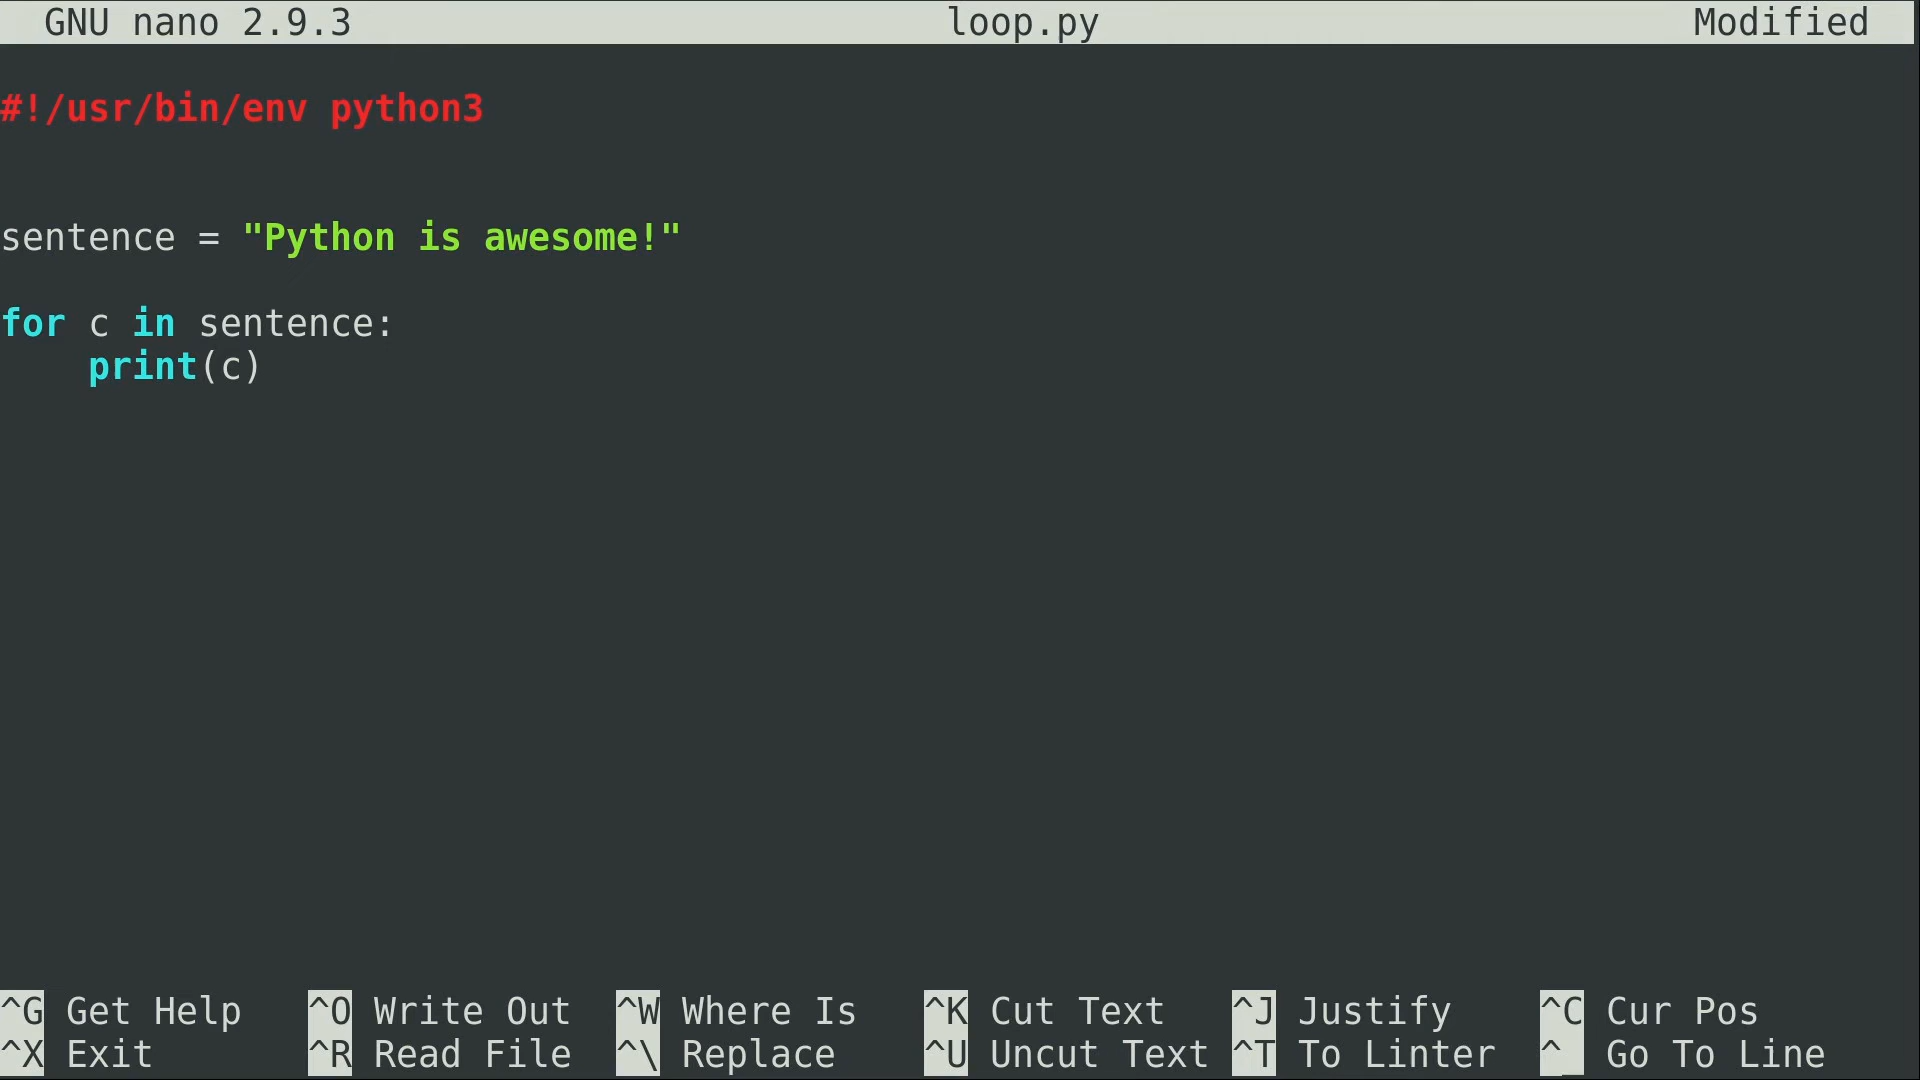 GNU nano 2.9.3 loop.py Modified
#!/usr/bin/env python3
sentence = "Python is awesome!"
for c in sentence:
    print(c)
^G Get Help ^O Write Out ^W Where Is ^K Cut Text ^J Justify ^C Cur Pos
^X Exit ^R Read File ^\ Replace ^U Uncut Text ^T To Linter ^_ Go To Line